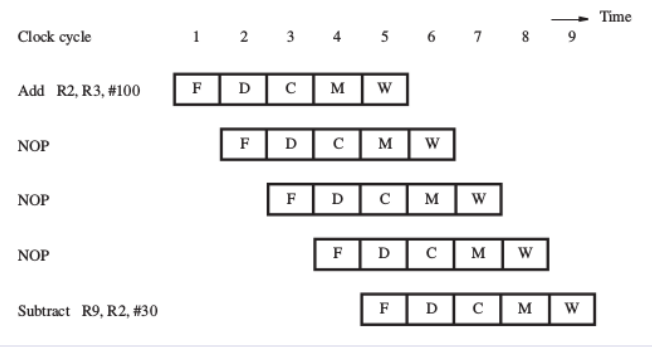 Time
Clock cycle 1 2 3 4 5 6 7 8 9
Add R2, R3, #100 F D C M W
NOP F D C M W
NOP F D C M W
NOP F D C M W
Subtract R9, R2, #30 F D C M W